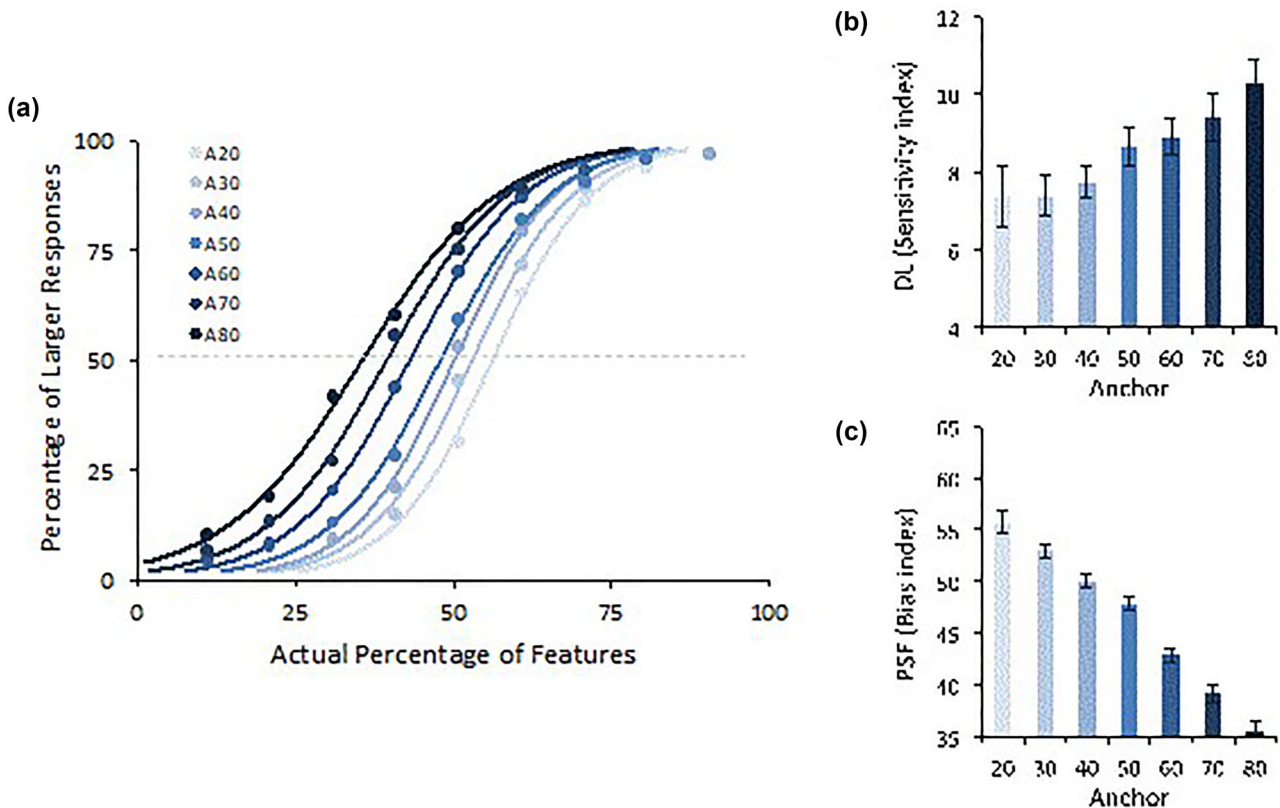 (a)
100
75
50
25
0
A20
A30
A40
A50
A60
A70
A80
Percentage of Larger Responses
0 25 50 75 100
Actual Percentage of Features
(b)
12
10
8
6
4
DL (Sensitivity index)
20 30 40 50 60 70 80
Anchor
(c)
65
60
55
50
45
40
35
(Bias index)
20 30 40 50 60 70 80
Anchor